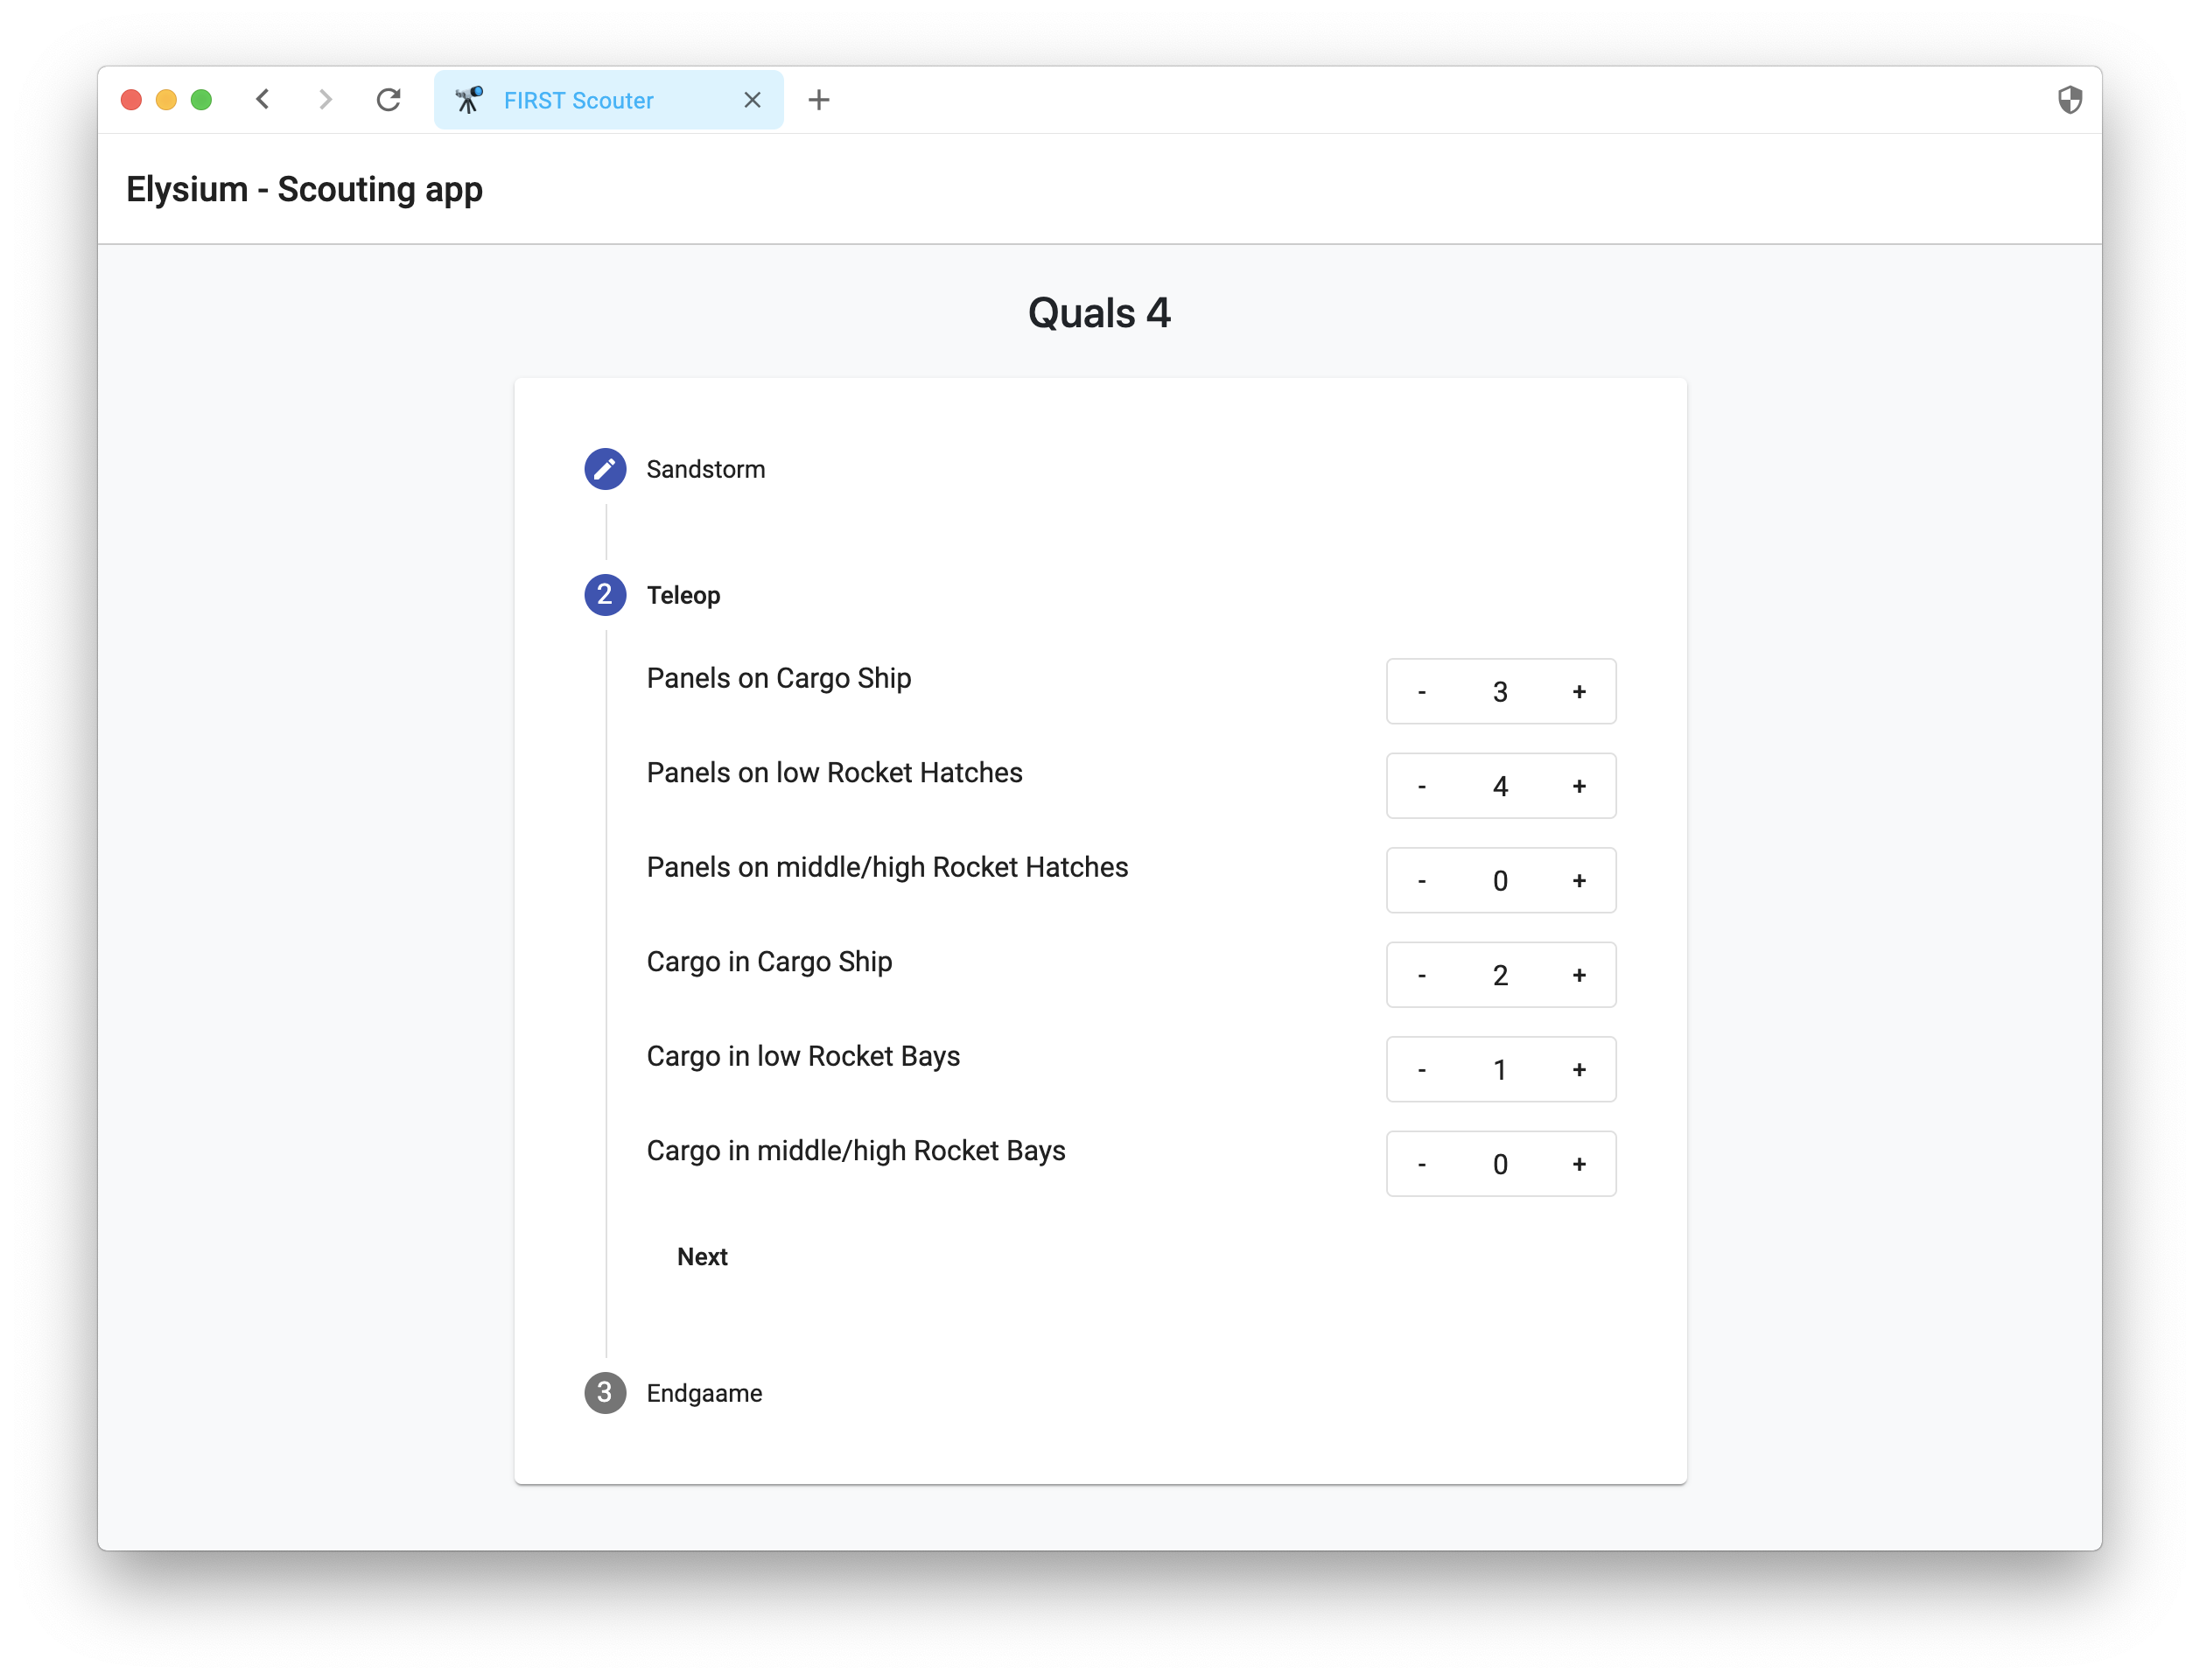 FIRST Scouter
Elysium - Scouting app
Quals 4
Sandstorm
2 Teleop
Panels on Cargo Ship - 3 +
Panels on low Rocket Hatches - 4 +
Panels on middle/high Rocket Hatches - 0 +
Cargo in Cargo Ship - 2 +
Cargo in low Rocket Bays - 1 +
Cargo in middle/high Rocket Bays - 0 +
Next
3 Endgaame